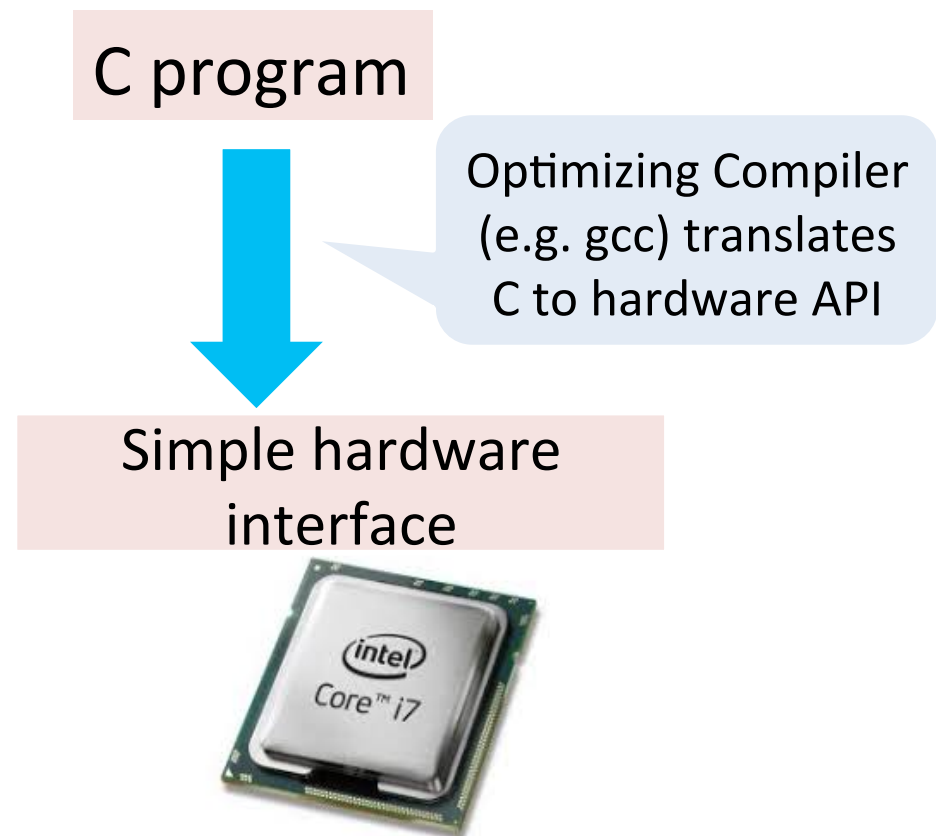 C program
Optimizing Compiler
(e.g. gcc) translates
C to hardware API
Simple hardware
interface
intel
Core™ i7